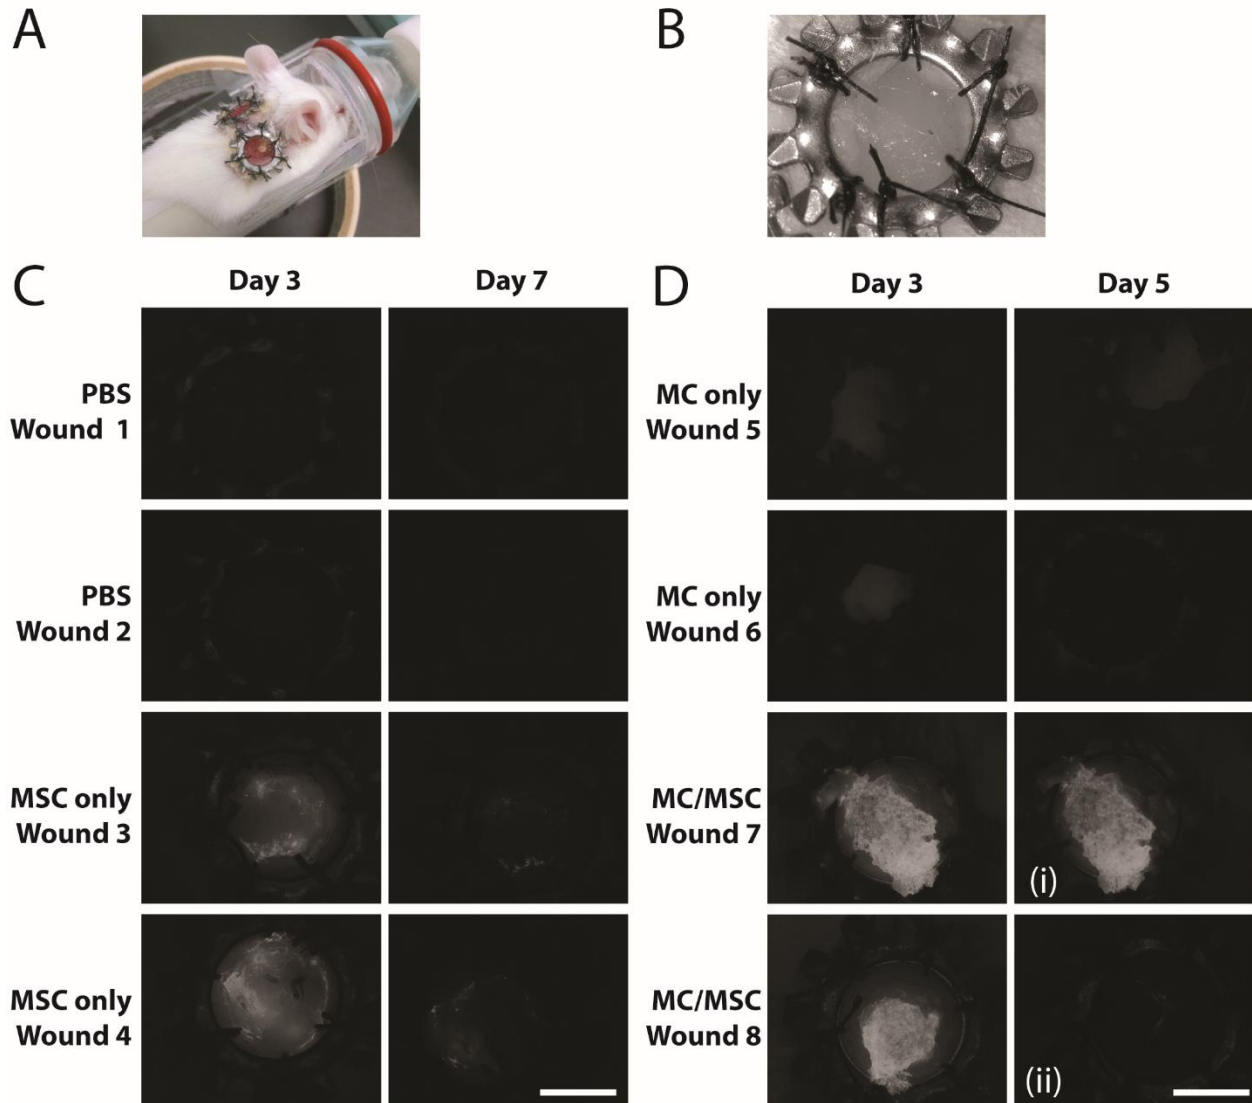 A
B
C
Day 3
Day 7
D
Day 3
Day 5
PBS
Wound 1
MC only
Wound 5
PBS
Wound 2
MC only
Wound 6
MSC only
Wound 3
MC/MSC
Wound 7
(i)
MSC only
Wound 4
MC/MSC
Wound 8
(ii)